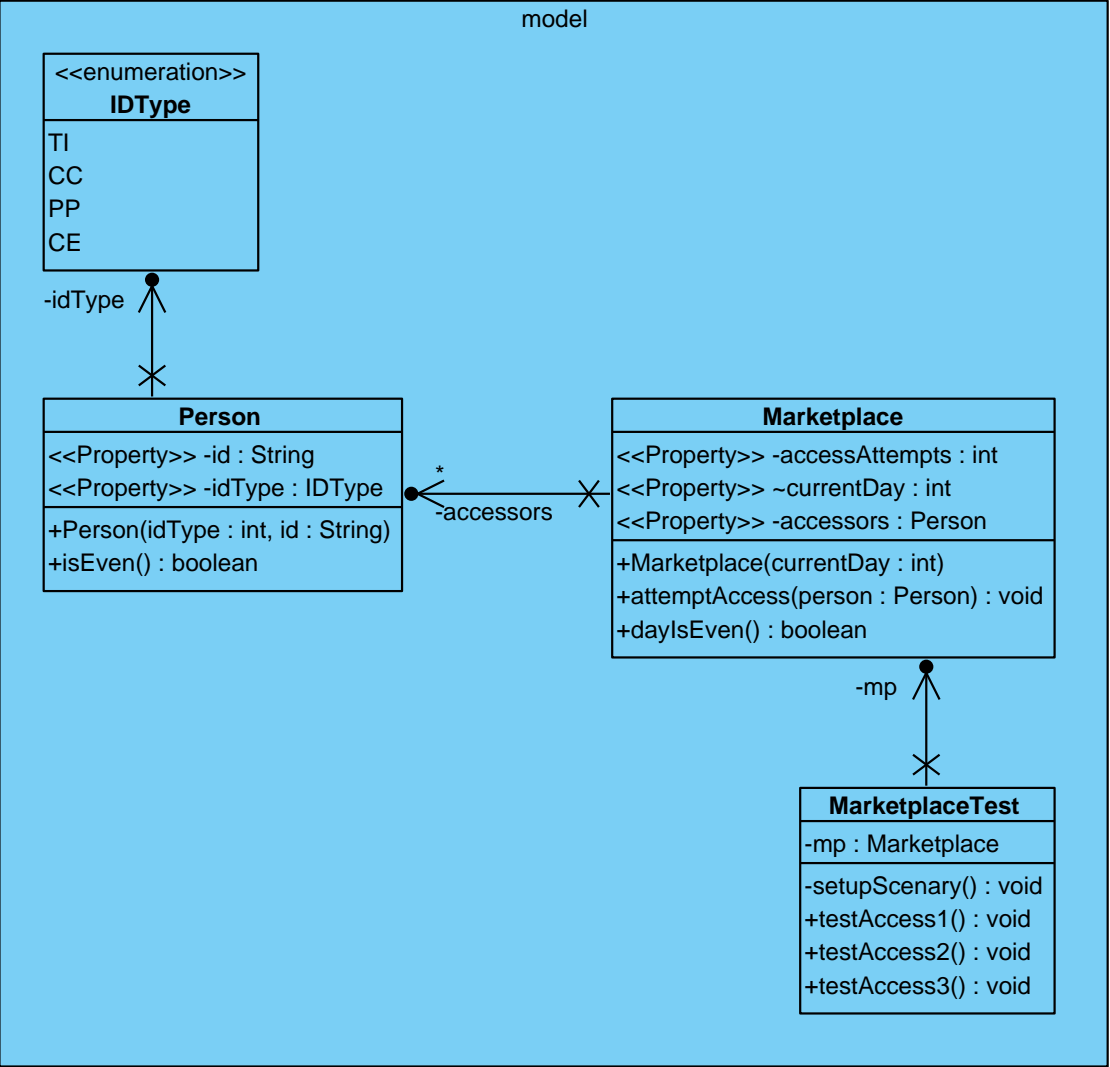 model
<<enumeration>>
IDType
TI
CC
PP
CE
-idType
Person
<<Property>> -id : String
<<Property>> -idType : IDType
+Person(idType : int, id : String)
+isEven() : boolean
*
-accessors
Marketplace
<<Property>> -accessAttempts : int
<<Property>> ~currentDay : int
<<Property>> -accessors : Person
+Marketplace(currentDay : int)
+attemptAccess(person : Person) : void
+dayIsEven() : boolean
-mp
MarketplaceTest
-mp : Marketplace
-setupScenary() : void
+testAccess1() : void
+testAccess2() : void
+testAccess3() : void